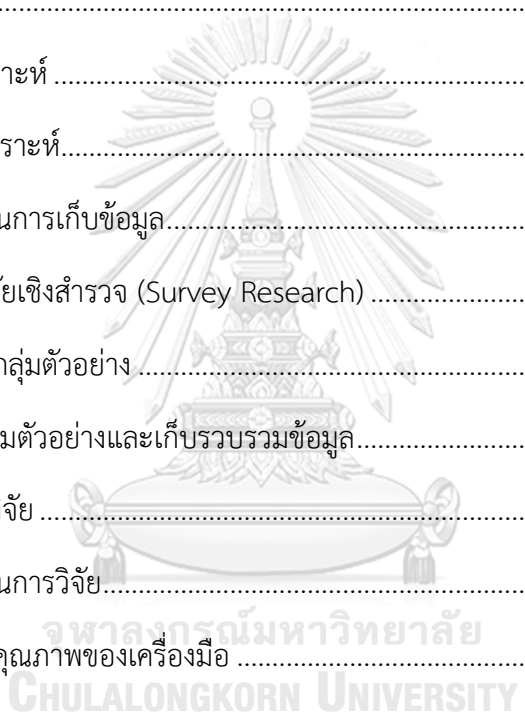 ..........................................................................
ราะห์ ..................................................................
ราะห์..................................................................
นการเก็บข้อมูล..................................................
ัยเชิงสำรวจ (Survey Research) ....................
กลุ่มตัวอย่าง ......................................................
มตัวอย่างและเก็บรวบรวมข้อมูล.......................
วิจัย ....................................................................
นการวิจัย...........................................................
จุฬาลงกรณ์มหาวิทยาลัย
คุณภาพของเครื่องมือ ........................................
CHULALONGKORN UNIVERSITY